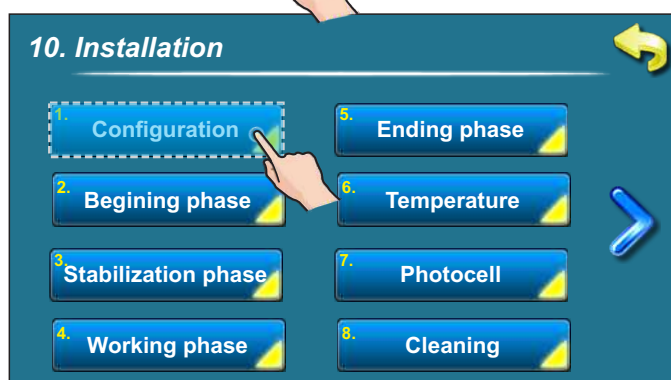 10. Installation
1. Configuration
2. Begining phase
3. Stabilization phase
4. Working phase
5. Ending phase
6. Temperature
7. Photocell
8. Cleaning